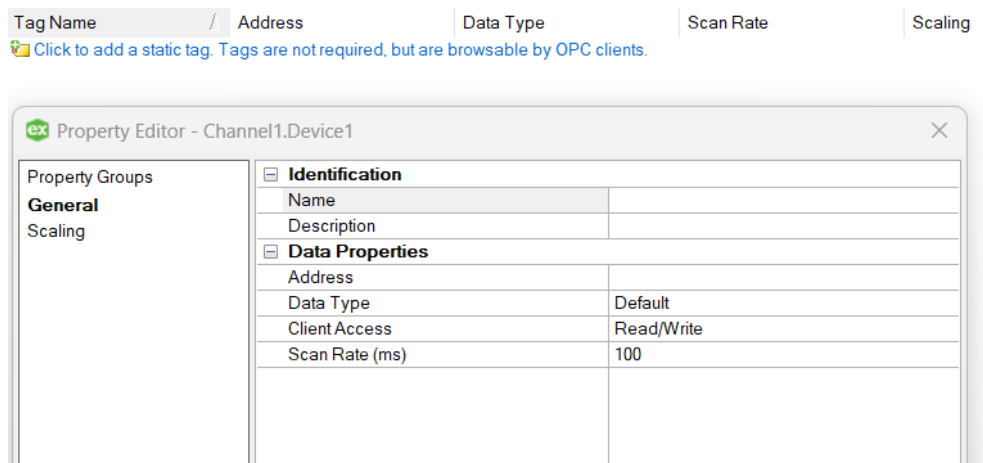 Tag Name / Address Data Type Scan Rate Scaling
Click to add a static tag. Tags are not required, but are browsable by OPC clients.
ex Property Editor - Channel1.Device1
Property Groups
General
Scaling
Identification
Name
Description
Data Properties
Address
Data Type Default
Client Access Read/Write
Scan Rate (ms) 100